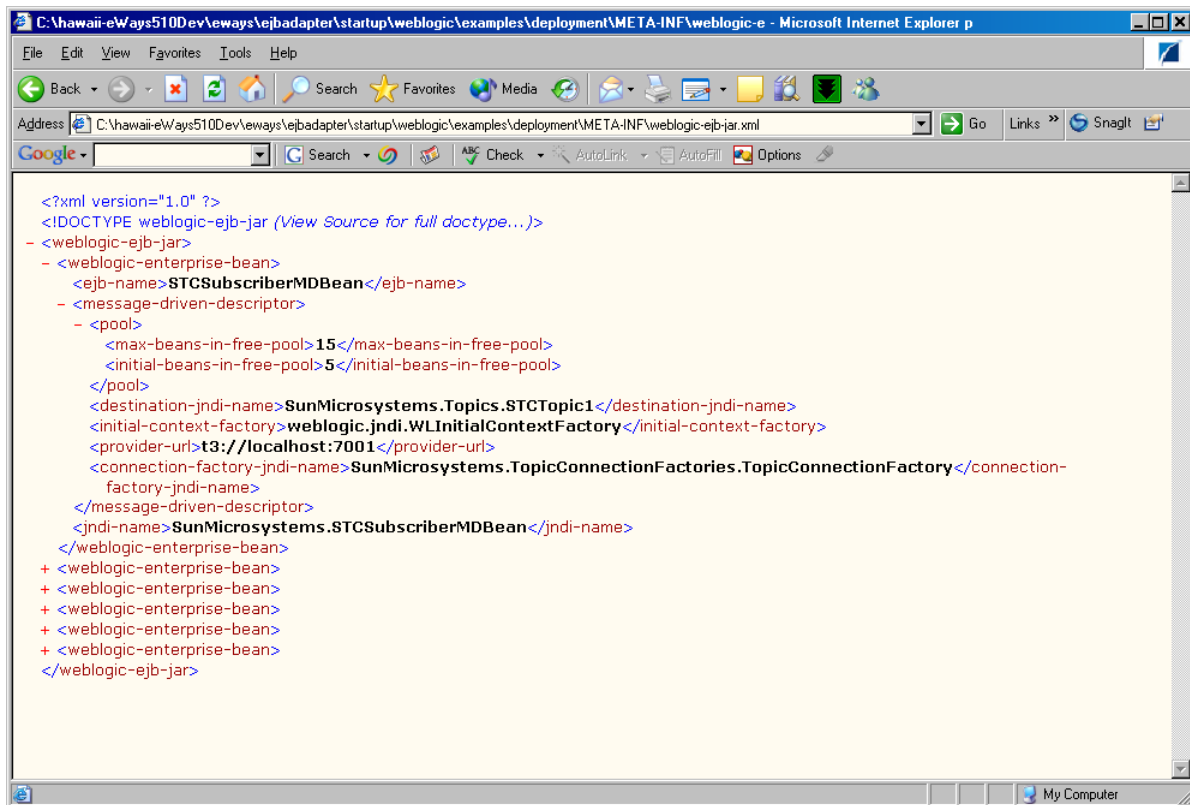 C:\hawaii-eWays510Dev\eways\ejbadapter\startup\weblogic\examples\deployment\META-INF\weblogic-e - Microsoft Internet Explorer p
File Edit View Favorites Tools Help
Back Search Favorites Media
Address C:\hawaii-eWays510Dev\eways\ejbadapter\startup\weblogic\examples\deployment\META-INF\weblogic-ejb-jar.xml Go Links » SnagIt
Google Search ABC Check AutoLink AutoFill Options
<?xml version="1.0" ?>
<!DOCTYPE weblogic-ejb-jar (View Source for full doctype...)>
- <weblogic-ejb-jar>
- <weblogic-enterprise-bean>
<ejb-name>STCSubscriberMDBean</ejb-name>
- <message-driven-descriptor>
- <pool>
<max-beans-in-free-pool>15</max-beans-in-free-pool>
<initial-beans-in-free-pool>5</initial-beans-in-free-pool>
</pool>
<destination-jndi-name>SunMicrosystems.Topics.STCTopic1</destination-jndi-name>
<initial-context-factory>weblogic.jndi.WLInitialContextFactory</initial-context-factory>
<provider-url>t3://localhost:7001</provider-url>
<connection-factory-jndi-name>SunMicrosystems.TopicConnectionFactories.TopicConnectionFactory</connection-
factory-jndi-name>
</message-driven-descriptor>
<jndi-name>SunMicrosystems.STCSubscriberMDBean</jndi-name>
</weblogic-enterprise-bean>
+ <weblogic-enterprise-bean>
+ <weblogic-enterprise-bean>
+ <weblogic-enterprise-bean>
+ <weblogic-enterprise-bean>
+ <weblogic-enterprise-bean>
</weblogic-ejb-jar>
My Computer